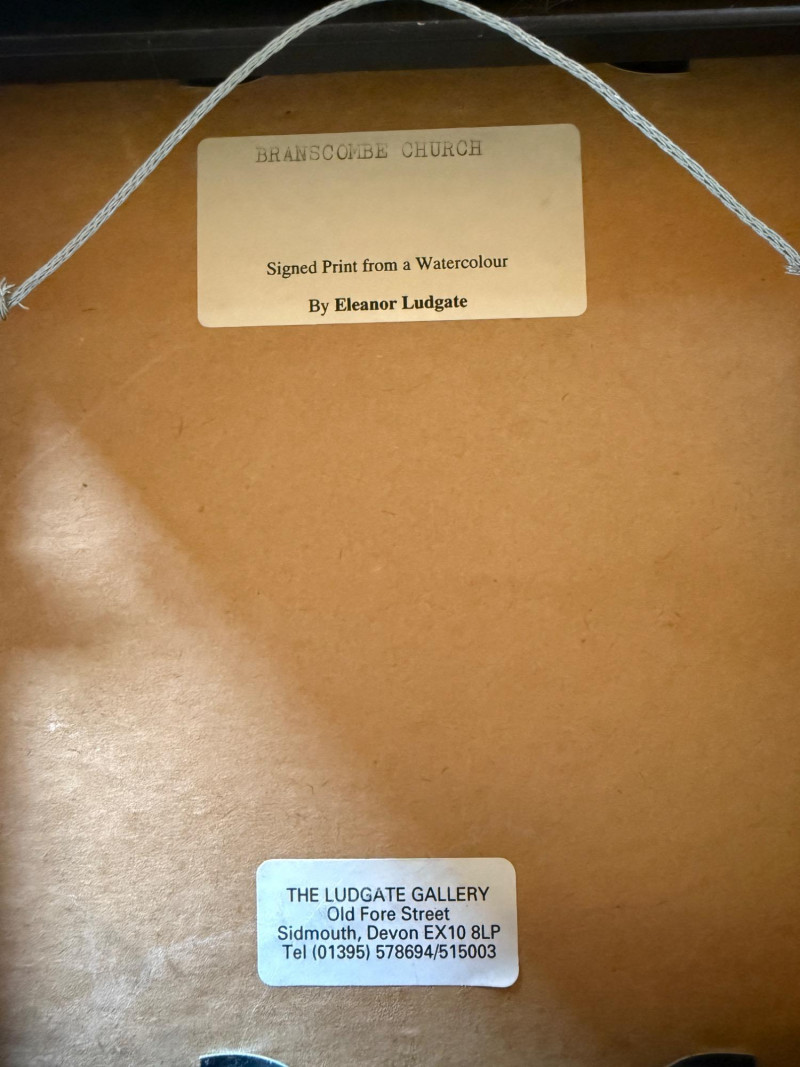 BRANSCOMBE CHURCH
Signed Print from a Watercolour
By Eleanor Ludgate
THE LUDGATE GALLERY
Old Fore Street
Sidmouth, Devon EX10 8LP
Tel (01395) 578694/515003